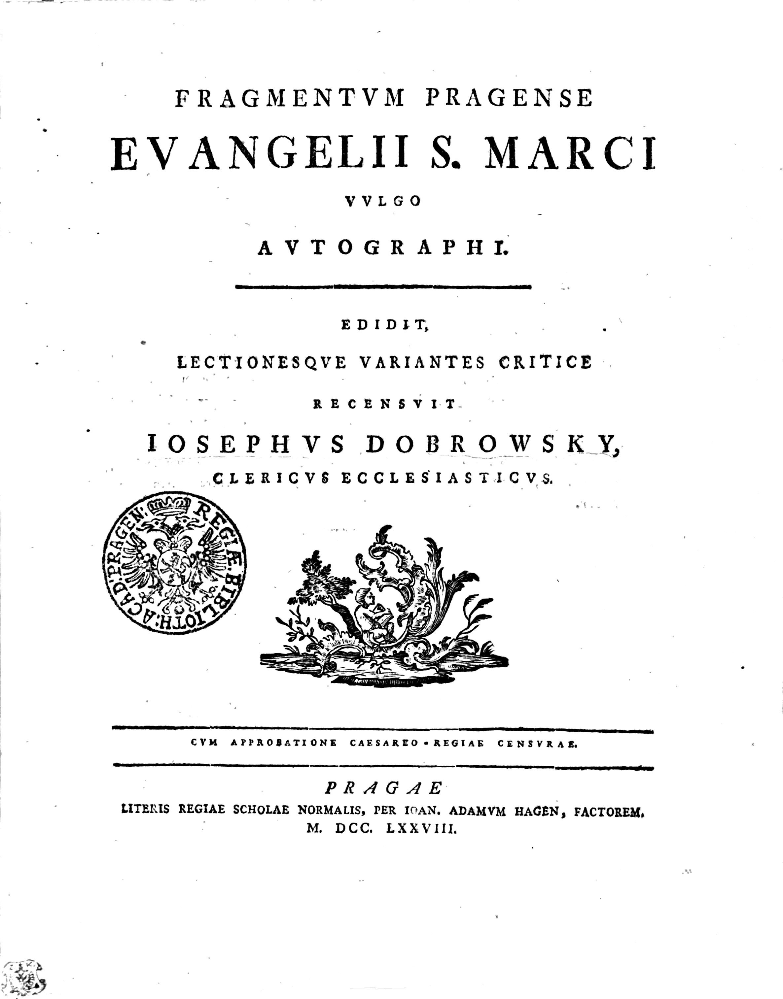 FRAGMENTVM PRAGENSE
EVANGELII S. MARCI
VVLGO
AVTOGRAPHI.
EDIDIT,
LECTIONESQVE VARIANTES CRITICE
RECENSVIT
IOSEPHVS DOBROWSKY,
CLERICVS ECCLESIASTICVS.
REGIÆ BIBLIOTH: ACAD: PRAGEN:
CVM APPROBATIONE CAESAREO-REGIAE CENSVRAE.
PRAGAE
LITERIS REGIAE SCHOLAE NORMALIS, PER IOAN. ADAMVM HAGEN, FACTOREM.
M. DCC. LXXVIII.